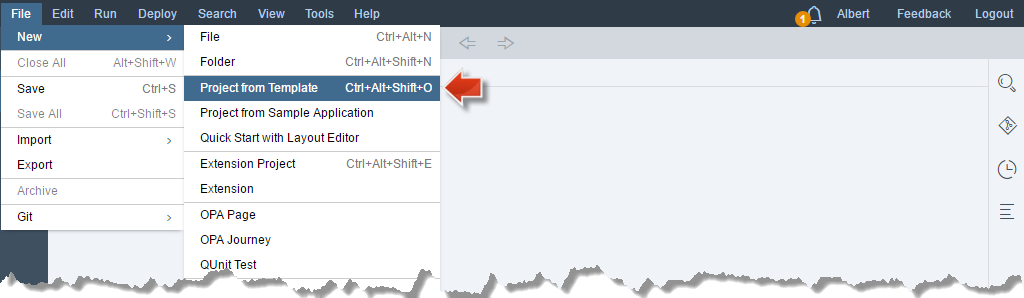 File Edit Run Deploy Search View Tools Help 1 Albert Feedback Logout
New
Close All Alt+Shift+W
Save Ctrl+S
Save All Ctrl+Shift+S
Import
Export
Archive
Git
File Ctrl+Alt+N
Folder Ctrl+Alt+Shift+N
Project from Template Ctrl+Alt+Shift+O
Project from Sample Application
Quick Start with Layout Editor
Extension Project Ctrl+Alt+Shift+E
Extension
OPA Page
OPA Journey
QUnit Test